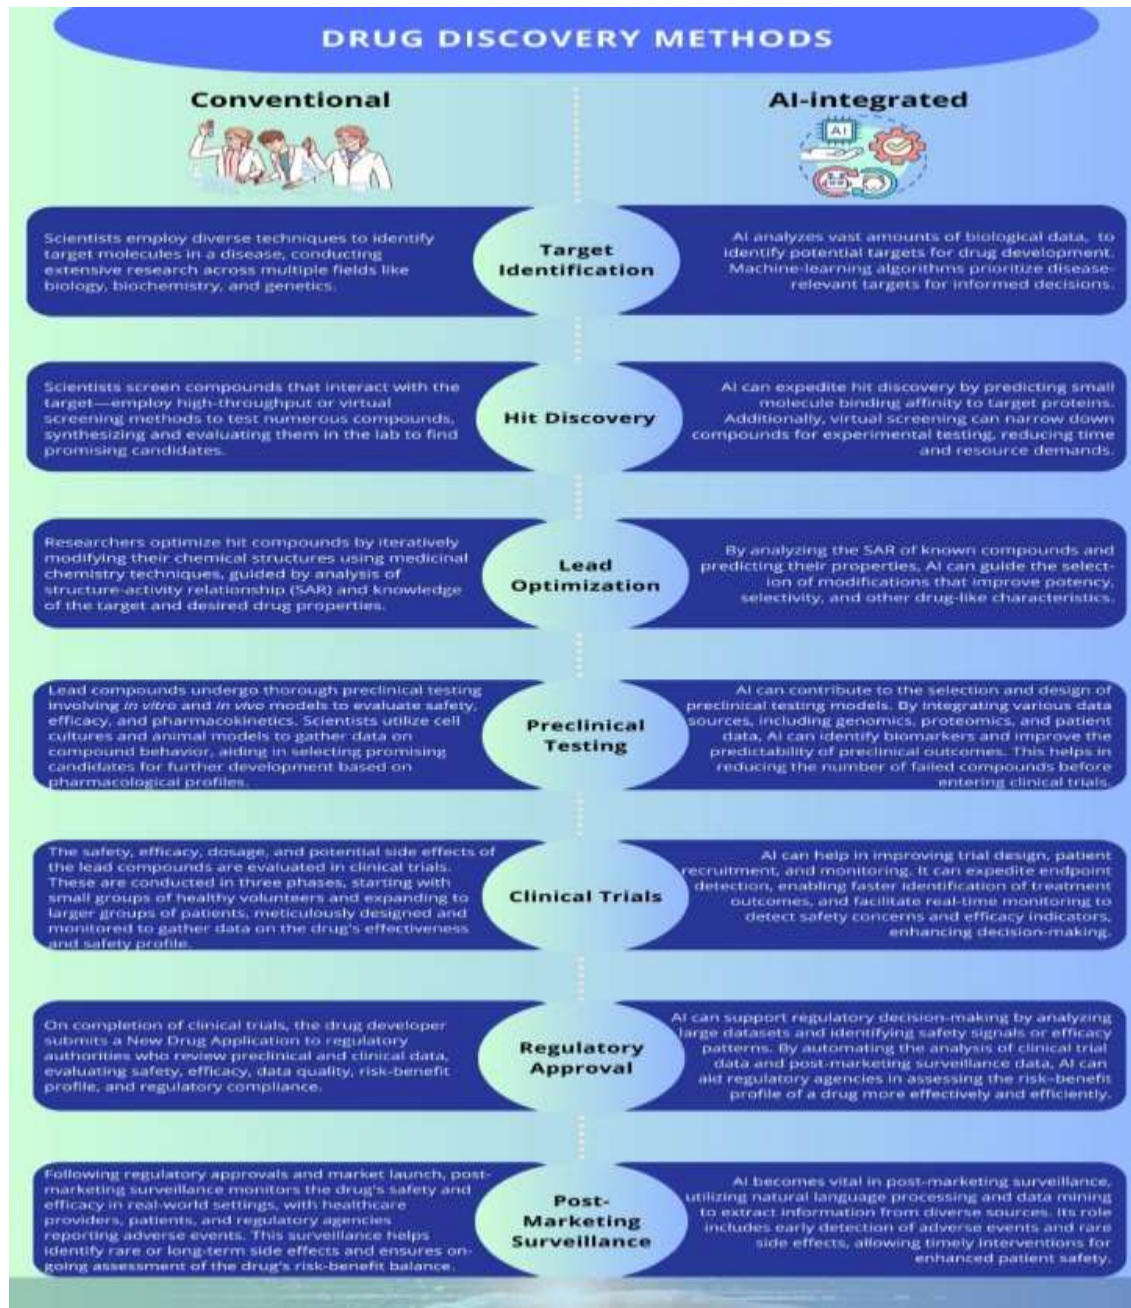 DRUG DISCOVERY METHODS
Conventional
AI-integrated
AI
Scientists employ diverse techniques to identify
target molecules in a disease, conducting
extensive research across multiple fields like
biology, biochemistry, and genetics.
Target
Identification
AI analyzes vast amounts of biological data, to
identify potential targets for drug development.
Machine-learning algorithms prioritize disease-
relevant targets for informed decisions.
Scientists screen compounds that interact with the
target—employ high-throughput or virtual
screening methods to test numerous compounds,
synthesizing and evaluating them in the lab to find
promising candidates.
Hit Discovery
AI can expedite hit discovery by predicting small
molecule binding affinity to target proteins.
Additionally, virtual screening can narrow down
compounds for experimental testing, reducing time
and resource demands.
Researchers optimize hit compounds by iteratively
modifying their chemical structures using medicinal
chemistry techniques, guided by analysis of
structure-activity relationship (SAR) and knowledge
of the target and desired drug properties.
Lead
Optimization
By analyzing the SAR of known compounds and
predicting their properties, AI can guide the select-
ion of modifications that improve potency,
selectivity, and other drug-like characteristics.
Lead compounds undergo thorough preclinical testing
involving in vitro and in vivo models to evaluate safety,
efficacy, and pharmacokinetics. Scientists utilize cell
cultures and animal models to gather data on
compound behavior, aiding in selecting promising
candidates for further development based on
pharmacological profiles.
Preclinical
Testing
AI can contribute to the selection and design of
preclinical testing models. By integrating various data
sources, including genomics, proteomics, and patient
data, AI can identify biomarkers and improve the
predictability of preclinical outcomes. This helps in
reducing the number of failed compounds before
entering clinical trials.
The safety, efficacy, dosage, and potential side effects of
the lead compounds are evaluated in clinical trials.
These are conducted in three phases, starting with
small groups of healthy volunteers and expanding to
larger groups of patients, meticulously designed and
monitored to gather data on the drug's effectiveness
and safety profile.
Clinical Trials
AI can help in improving trial design, patient
recruitment, and monitoring. It can expedite endpoint
detection, enabling faster identification of treatment
outcomes, and facilitate real-time monitoring to
detect safety concerns and efficacy indicators,
enhancing decision-making.
On completion of clinical trials, the drug developer
submits a New Drug Application to regulatory
authorities who review preclinical and clinical data,
evaluating safety, efficacy, data quality, risk-benefit
profile, and regulatory compliance.
Regulatory
Approval
AI can support regulatory decision-making by analyzing
large datasets and identifying safety signals or efficacy
patterns. By automating the analysis of clinical trial
data and post-marketing surveillance data, AI can
aid regulatory agencies in assessing the risk–benefit
profile of a drug more effectively and efficiently.
Following regulatory approvals and market launch, post-
marketing surveillance monitors the drug's safety and
efficacy in real-world settings, with healthcare
providers, patients, and regulatory agencies
reporting adverse events. This surveillance helps
identify rare or long-term side effects and ensures on-
going assessment of the drug's risk-benefit balance.
Post-
Marketing
Surveillance
AI becomes vital in post-marketing surveillance,
utilizing natural language processing and data mining
to extract information from diverse sources. Its role
includes early detection of adverse events and rare
side effects, allowing timely interventions for
enhanced patient safety.